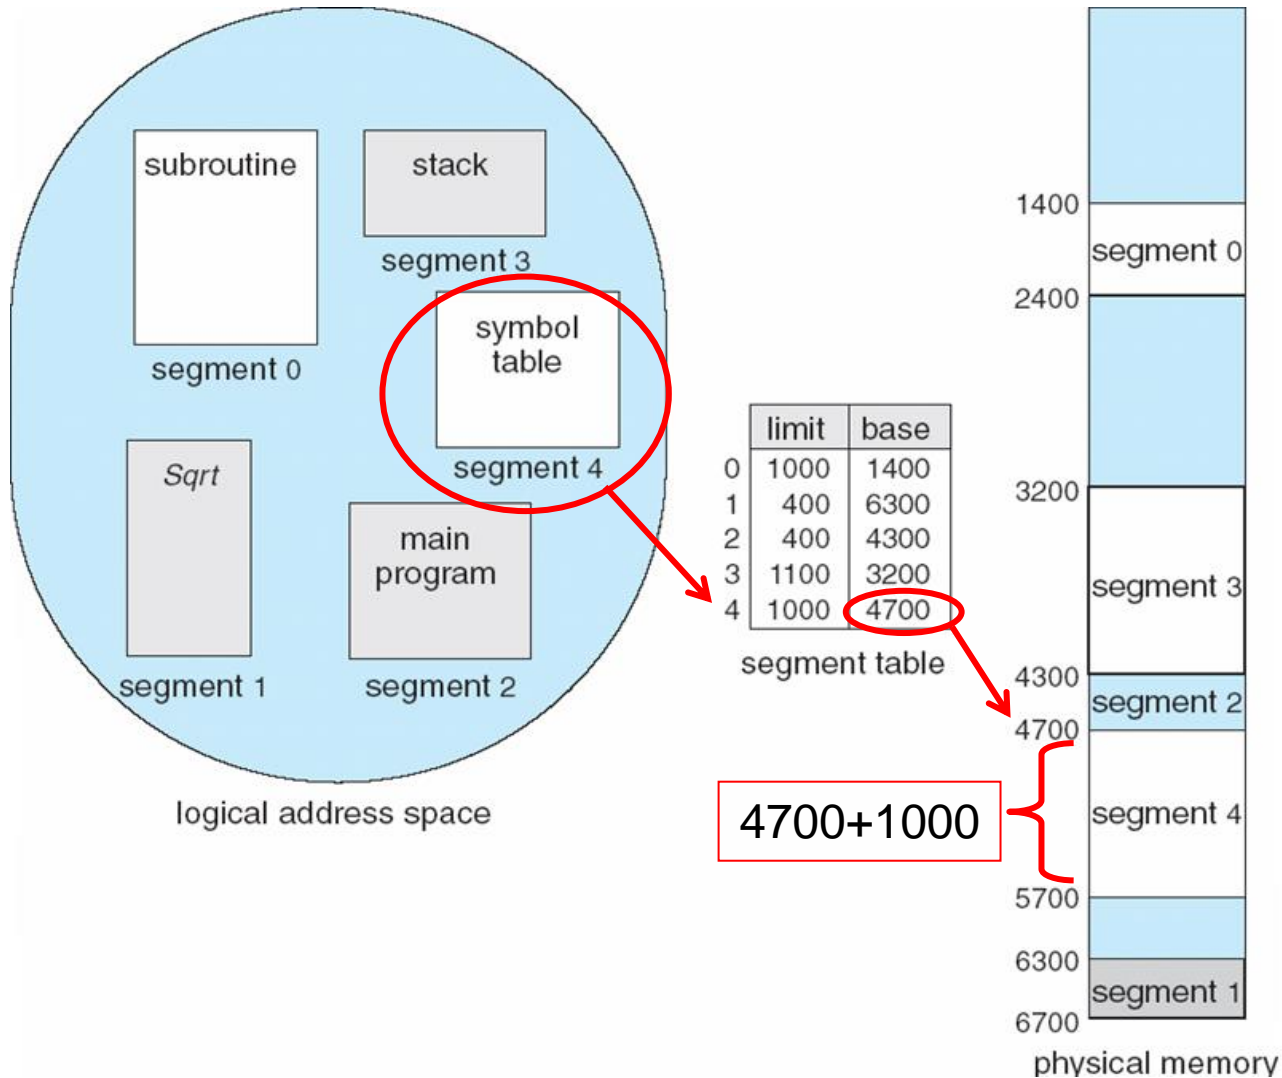 subroutine
segment 0
stack
segment 3
symbol
table
segment 4
Sqrt
segment 1
main
program
segment 2
logical address space
limit base
0 1000 1400
1 400 6300
2 400 4300
3 1100 3200
4 1000 4700
segment table
4700+1000
1400
segment 0
2400
3200
segment 3
4300
segment 2
4700
segment 4
5700
6300
segment 1
6700
physical memory